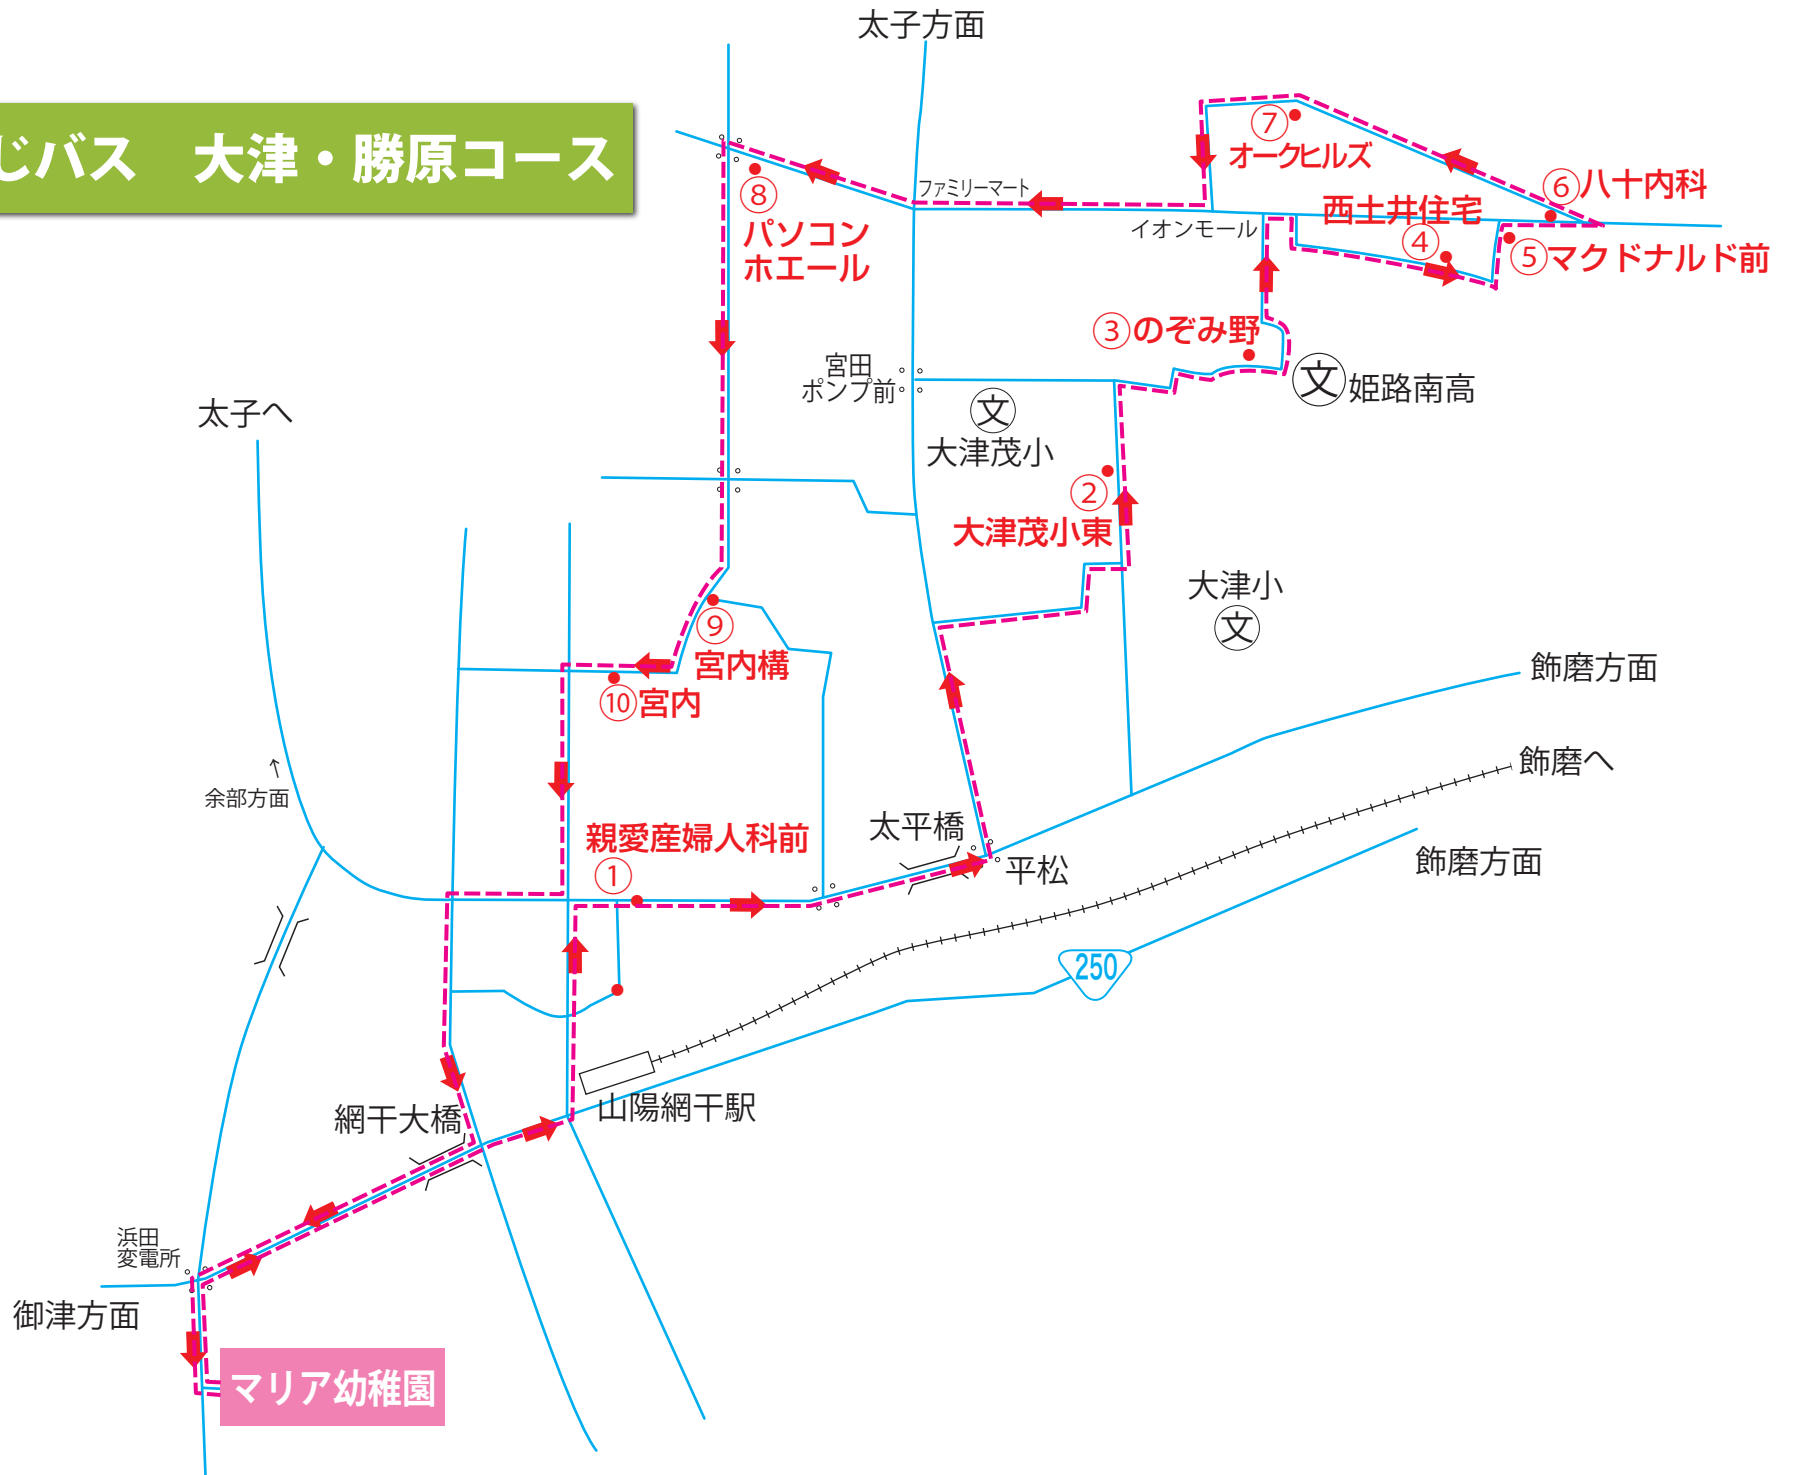 太子方面
じバス　大津・勝原コース
⑦
オークヒルズ
⑥八十内科
⑧
パソコン
ホエール
ファミリーマート
イオンモール
西土井住宅
④
⑤マクドナルド前
③のぞみ野
宮田
ポンプ前
文
姫路南高
文
大津茂小
太子へ
②
大津茂小東
大津小
文
⑨
宮内構
⑩宮内
飾磨方面
飾磨へ
余部方面
親愛産婦人科前
①
太平橋
平松
飾磨方面
250
網干大橋
山陽網干駅
浜田
変電所
御津方面
マリア幼稚園